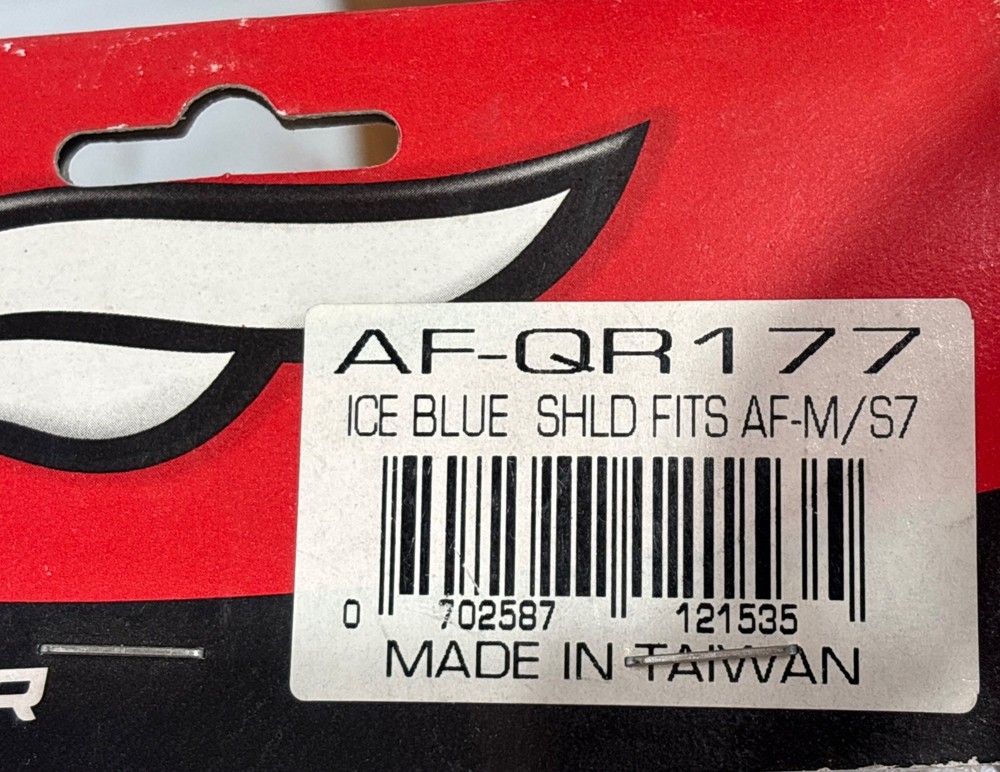 AF-QR177
ICE BLUE SHLD FITS AF-M/S7
0 702587 121535
MADE IN TAIWAN
R